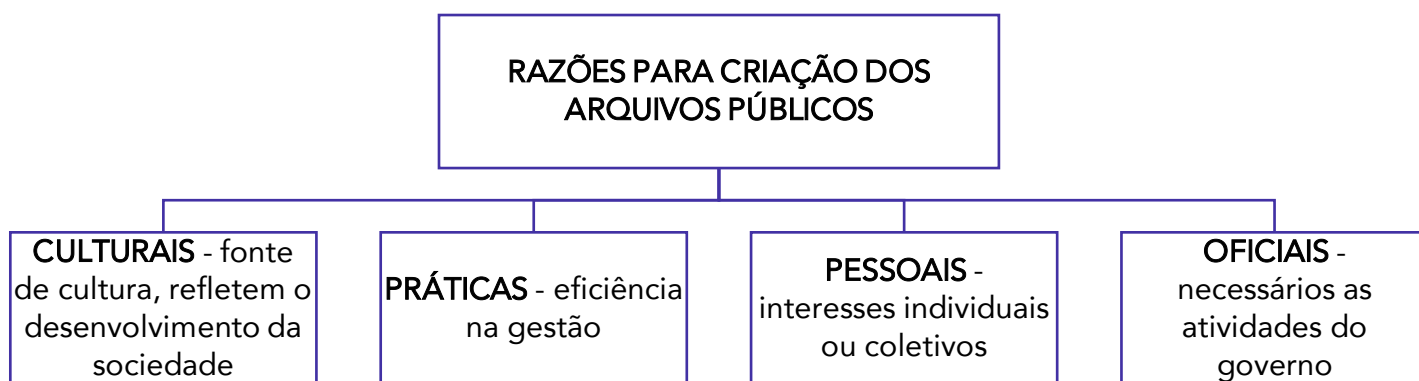 RAZÕES PARA CRIAÇÃO DOS
ARQUIVOS PÚBLICOS
CULTURAIS - fonte
de cultura, refletem o
desenvolvimento da
sociedade
PRÁTICAS - eficiência
na gestão
PESSOAIS -
interesses individuais
ou coletivos
OFICIAIS -
necessários as
atividades do
governo